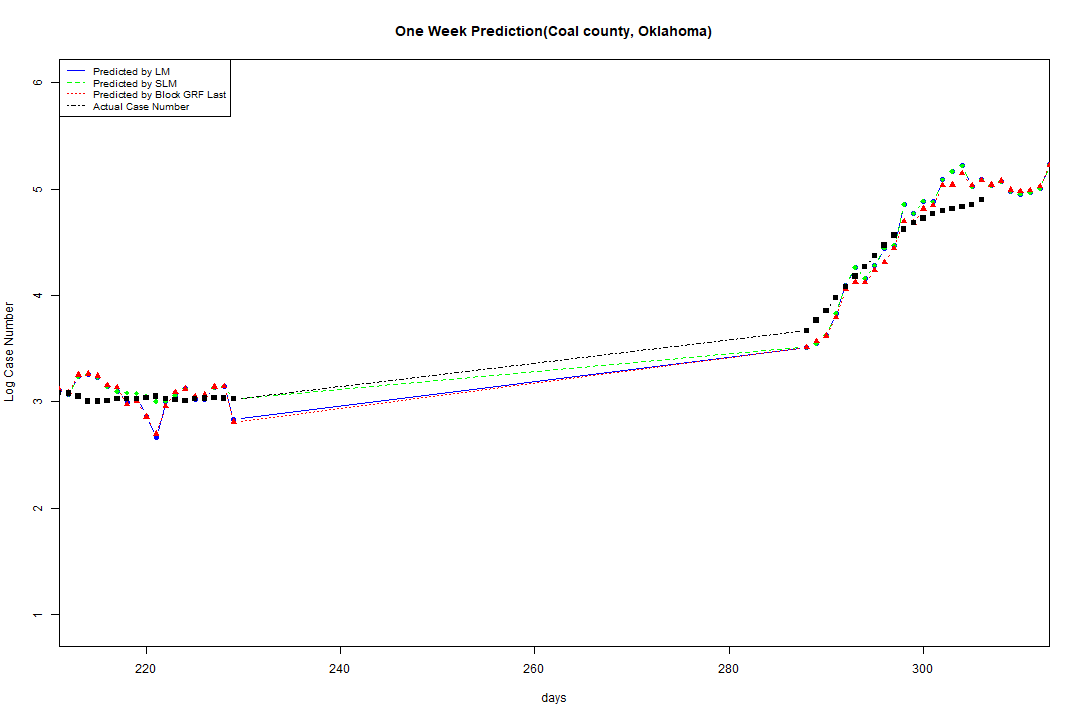 One Week Prediction(Coal county, Oklahoma)
Predicted by LM
Predicted by SLM
Predicted by Block GRF Last
Actual Case Number
6
5
4
3
2
1
Log Case Number
220
240
260
280
300
days